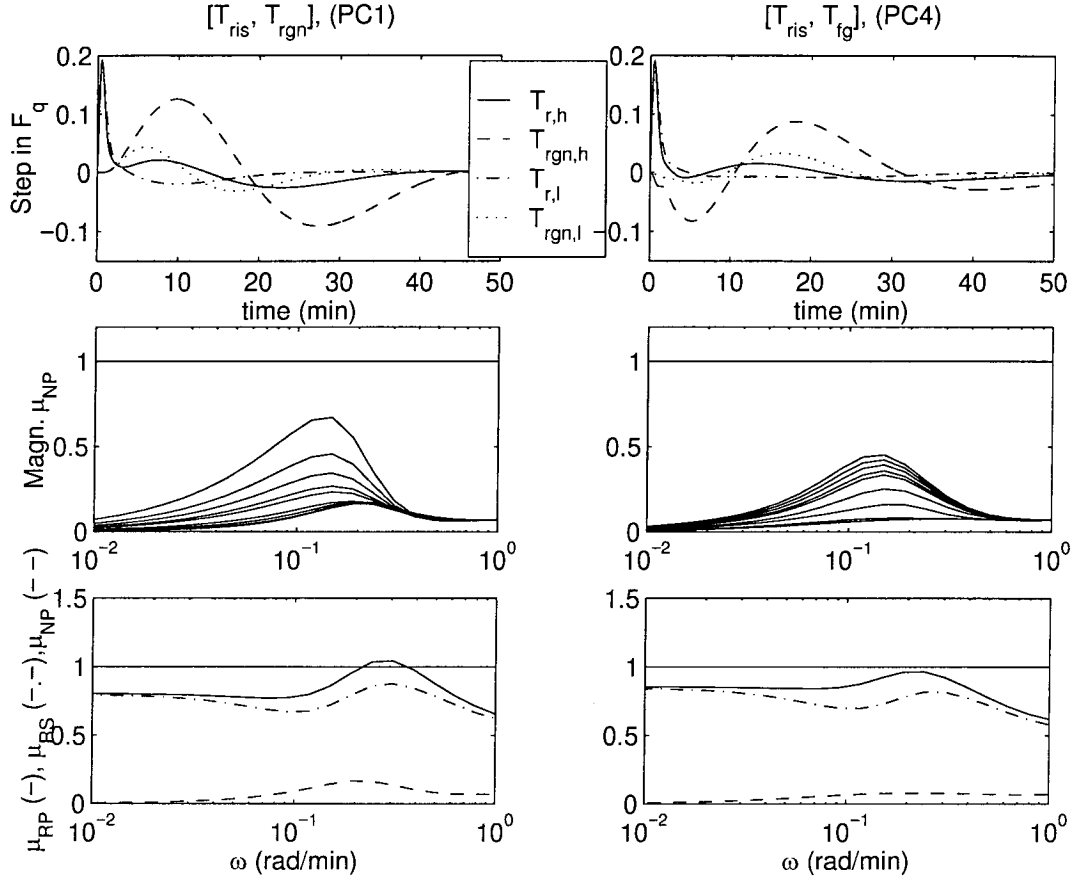 [T_ris, T_rgn], (PC1)
[T_ris, T_fg], (PC4)
Step in F_q
0.2
0.1
0
−0.1
0 10 20 30 40 50
time (min)
T_r,h
T_rgn,h
T_r,l
T_rgn,l
0.2
0.1
0
−0.1
0 10 20 30 40 50
time (min)
Magn. μ_NP
1
0.5
0
10^-2 10^-1 10^0
1
0.5
0
10^-2 10^-1 10^0
μ_RP (−), μ_RS (−.−), μ_NP (− −)
1.5
1
0.5
0
10^-2 10^-1 10^0
ω (rad/min)
1.5
1
0.5
0
10^-2 10^-1 10^0
ω (rad/min)